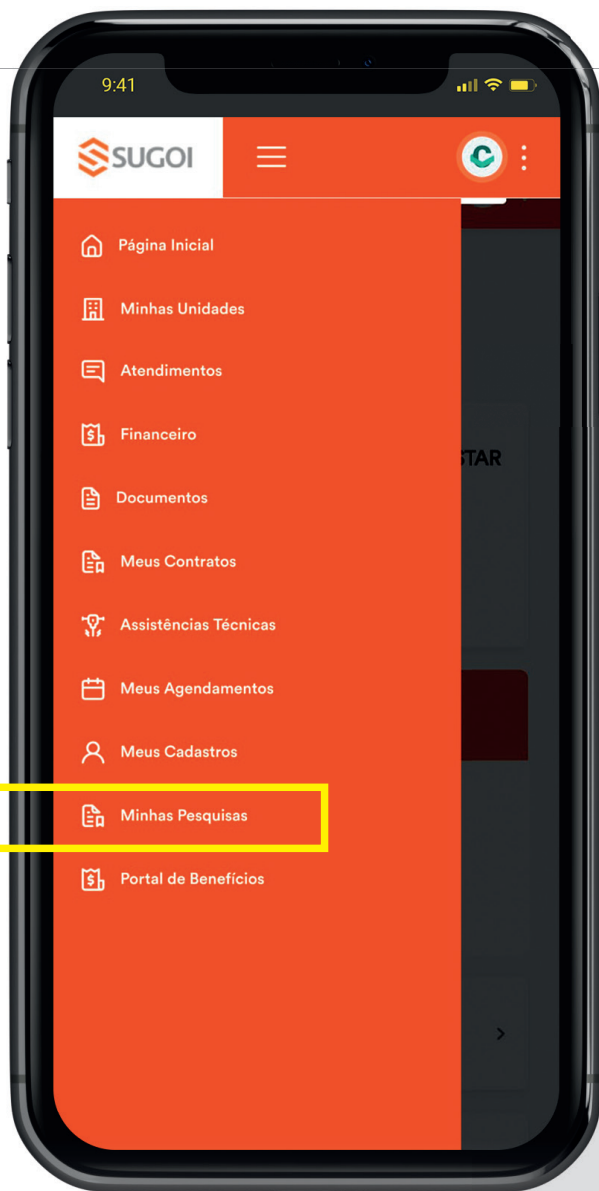 9:41
SUGOI
Página Inicial
Minhas Unidades
Atendimentos
Financeiro
STAR
Documentos
Meus Contratos
Assistências Técnicas
Meus Agendamentos
Meus Cadastros
Minhas Pesquisas
Portal de Benefícios